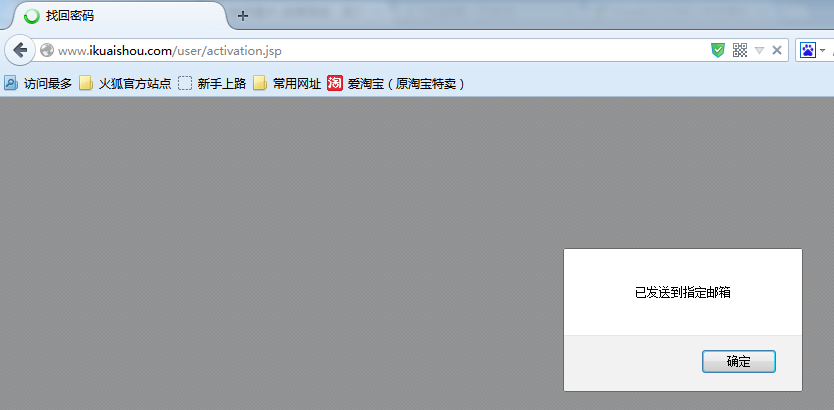 找回密码
www.ikuaishou.com/user/activation.jsp
访问最多 火狐官方站点 新手上路 常用网址 淘 爱淘宝（原淘宝特卖）
已发送到指定邮箱
确定